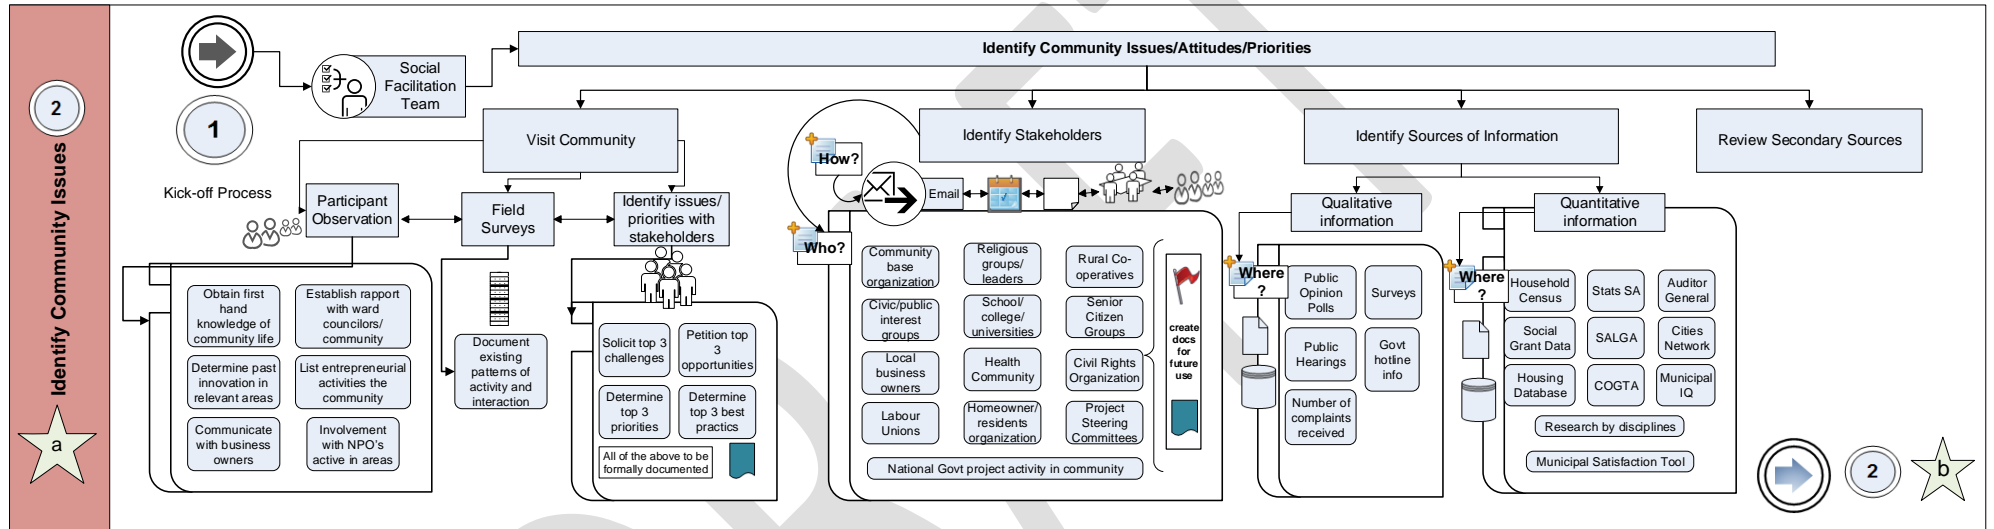 2
Identify Community Issues
a
1
Kick-off Process
Social
Facilitation
Team
Identify Community Issues/Attitudes/Priorities
Visit Community
Identify Stakeholders
Identify Sources of Information
Review Secondary Sources
Participant
Observation
Field
Surveys
Identify issues/
priorities with
stakeholders
Obtain first
hand
knowledge of
community life
Establish rapport
with ward
councilors/
community
Determine past
innovation in
relevant areas
List entrepreneurial
activities the
community
Communicate
with business
owners
Involvement
with NPO's
active in areas
Document
existing
patterns of
activity and
interaction
Solicit top 3
challenges
Petition top
3
opportunities
Determine
top 3
priorities
Determine
top 3 best
practics
All of the above to be
formally documented
How?
Email
Who?
Community
base
organization
Religious
groups/
leaders
Rural Co-
operatives
Civic/public
interest
groups
School/
college/
universities
Senior
Citizen
Groups
Local
business
owners
Health
Community
Civil Rights
Organization
Labour
Unions
Homeowner/
residents
organization
Project
Steering
Committees
National Govt project activity in community
create
docs
for
future
use
Qualitative
information
Where
?
Public
Opinion
Polls
Surveys
Public
Hearings
Govt
hotline
info
Number of
complaints
received
Quantitative
information
Where
?
Household
Census
Stats SA
Auditor
General
Social
Grant Data
SALGA
Cities
Network
Housing
Database
COGTA
Municipal
IQ
Research by disciplines
Municipal Satisfaction Tool
2
b